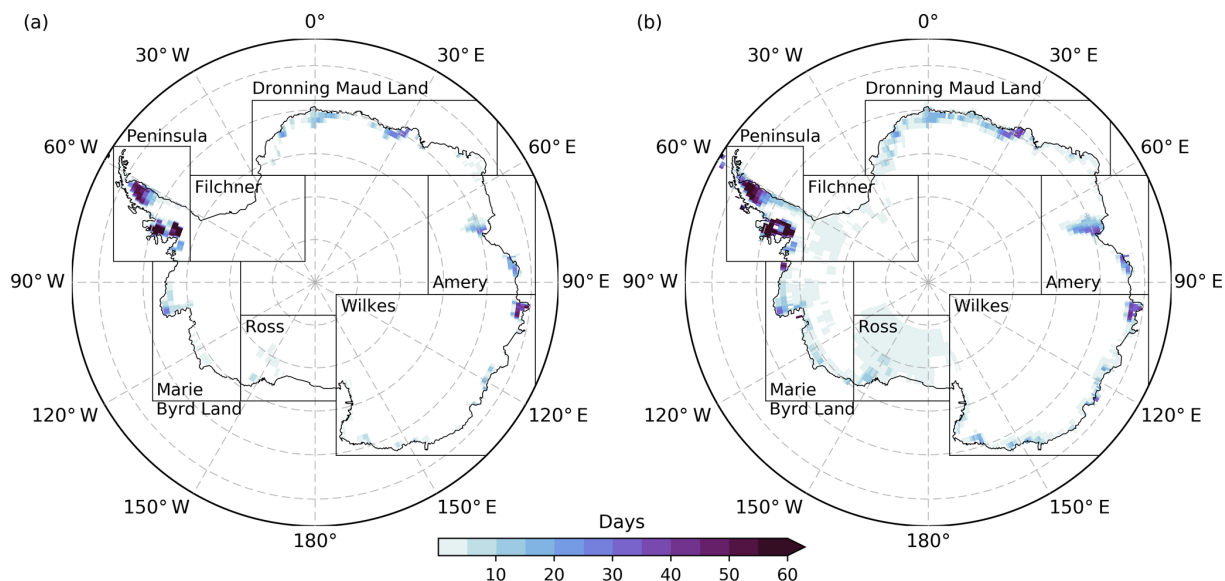 (a)
0°
30° W
30° E
Dronning Maud Land
60° W
Peninsula
60° E
Filchner
90° W
Amery
90° E
Wilkes
Ross
Marie
Byrd Land
120° W
120° E
150° W
150° E
180°
(b)
0°
30° W
30° E
Dronning Maud Land
60° W
Peninsula
60° E
Filchner
90° W
Amery
90° E
Wilkes
Ross
Marie
Byrd Land
120° W
120° E
150° W
150° E
180°
Days
10 20 30 40 50 60